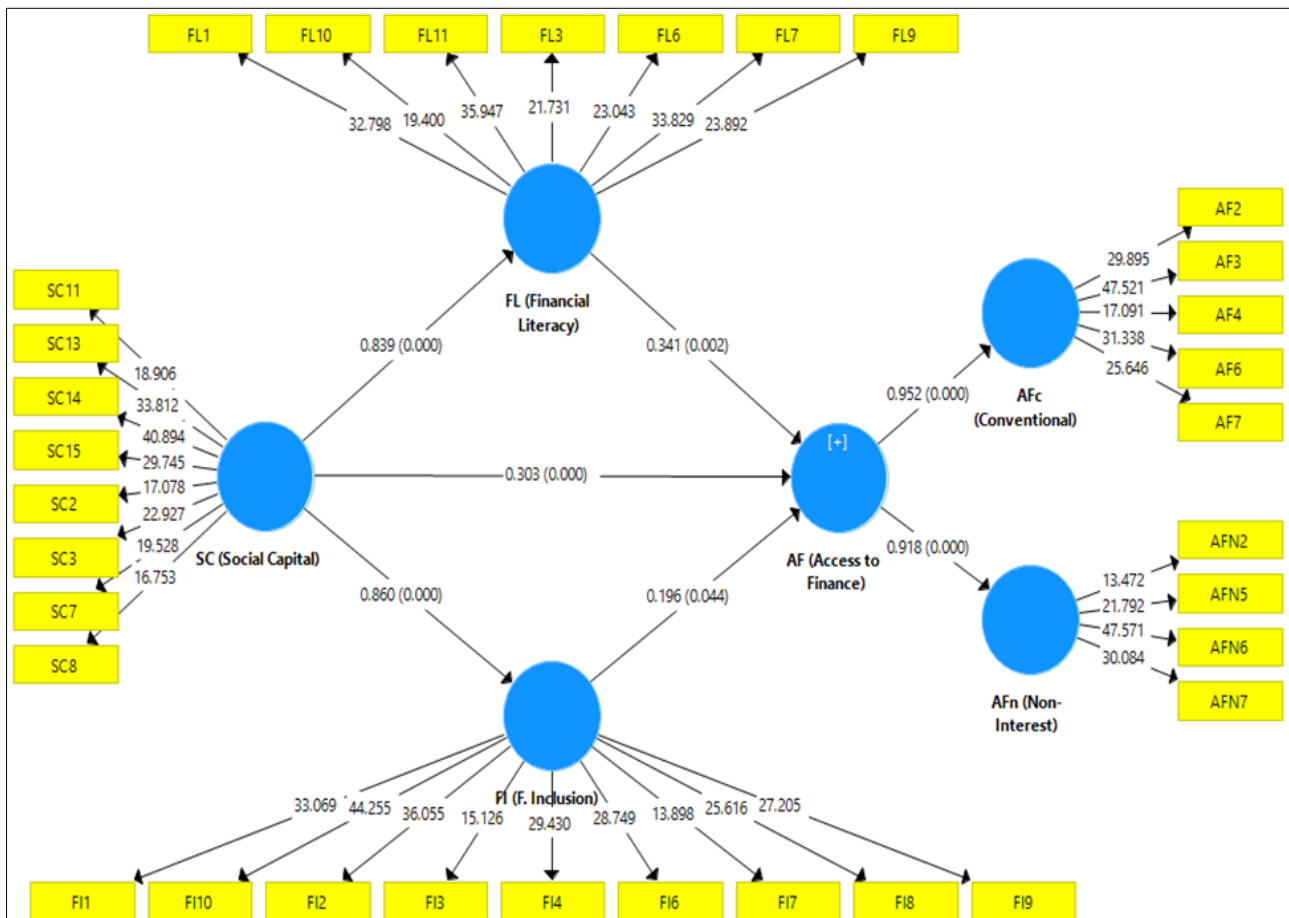 FL1 FL10 FL11 FL3 FL6 FL7 FL9
32.798 19.400 35.947 21.731 23.043 33.829 23.892
FL (Financial
Literacy)
SC11
SC13
SC14
SC15
SC2
SC3
SC7
SC8
18.906
33.812
40.894
29.745
17.078
22.927
19.528
16.753
SC (Social Capital)
0.839 (0.000)
0.303 (0.000)
0.860 (0.000)
0.341 (0.002)
0.196 (0.044)
[+]
AF (Access to
Finance)
0.952 (0.000)
0.918 (0.000)
AFc
(Conventional)
29.895
47.521
17.091
31.338
25.646
AF2
AF3
AF4
AF6
AF7
AFn (Non-
Interest)
13.472
21.792
47.571
30.084
AFN2
AFN5
AFN6
AFN7
FI (F. Inclusion)
33.069 44.255 36.055 15.126 29.430 28.749 13.898 25.616 27.205
FI1 FI10 FI2 FI3 FI4 FI6 FI7 FI8 FI9